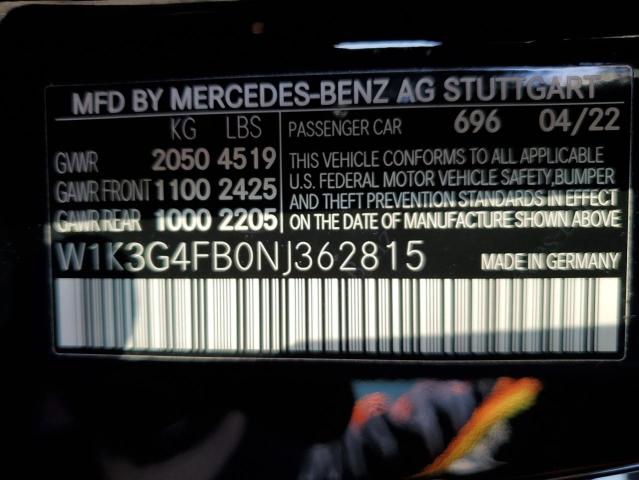 MFD BY MERCEDES-BENZ AG STUTTGART
KG LBS
GVWR 2050 4519
GAWR FRONT 1100 2425
GAWR REAR 1000 2205
PASSENGER CAR 696 04/22
THIS VEHICLE CONFORMS TO ALL APPLICABLE
U.S. FEDERAL MOTOR VEHICLE SAFETY, BUMPER
AND THEFT PREVENTION STANDARDS IN EFFECT
ON THE DATE OF MANUFACTURE SHOWN ABOVE
W1K3G4FB0NJ362815 MADE IN GERMANY